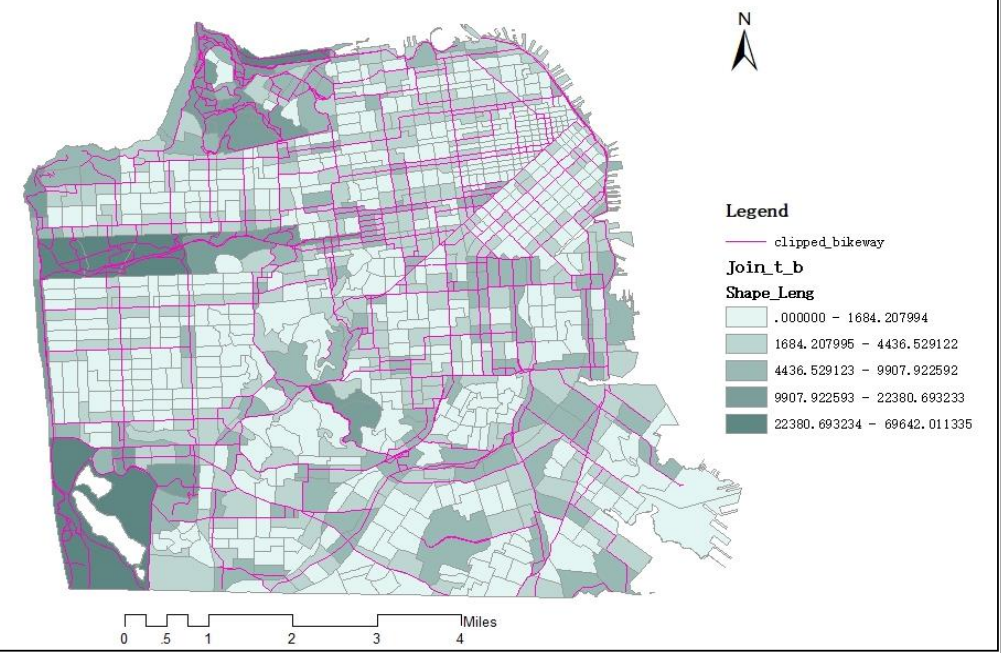 N
Legend
clipped_bikeway
Join_t_b
Shape_Leng
.000000 - 1684.207994
1684.207995 - 4436.529122
4436.529123 - 9907.922592
9907.922593 - 22380.693233
22380.693234 - 69642.011335
Miles
0 .5 1 2 3 4